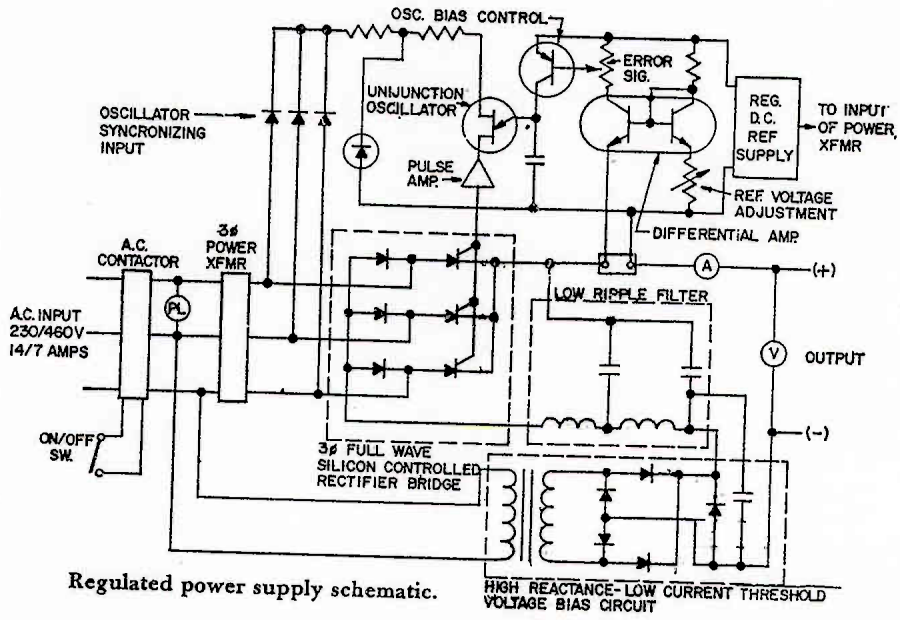 OSC. BIAS CONTROL
ERROR
SIG.
UNIJUNCTION
OSCILLATOR
OSCILLATOR
SYNCRONIZING
INPUT
REG.
D.C.
REF
SUPPLY
TO INPUT
OF POWER,
XFMR
PULSE
AMP.
REF. VOLTAGE
ADJUSTMENT
DIFFERENTIAL AMP.
A.C.
CONTACTOR
3ø
POWER
XFMR
A
(+)
LOW RIPPLE FILTER
PL
A.C. INPUT
230/460V
14/7 AMPS
V
OUTPUT
(-)
ON/OFF
SW.
3ø FULL WAVE
SILICON CONTROLLED
RECTIFIER BRIDGE
Regulated power supply schematic.
HIGH REACTANCE-LOW CURRENT THRESHOLD
VOLTAGE BIAS CIRCUIT